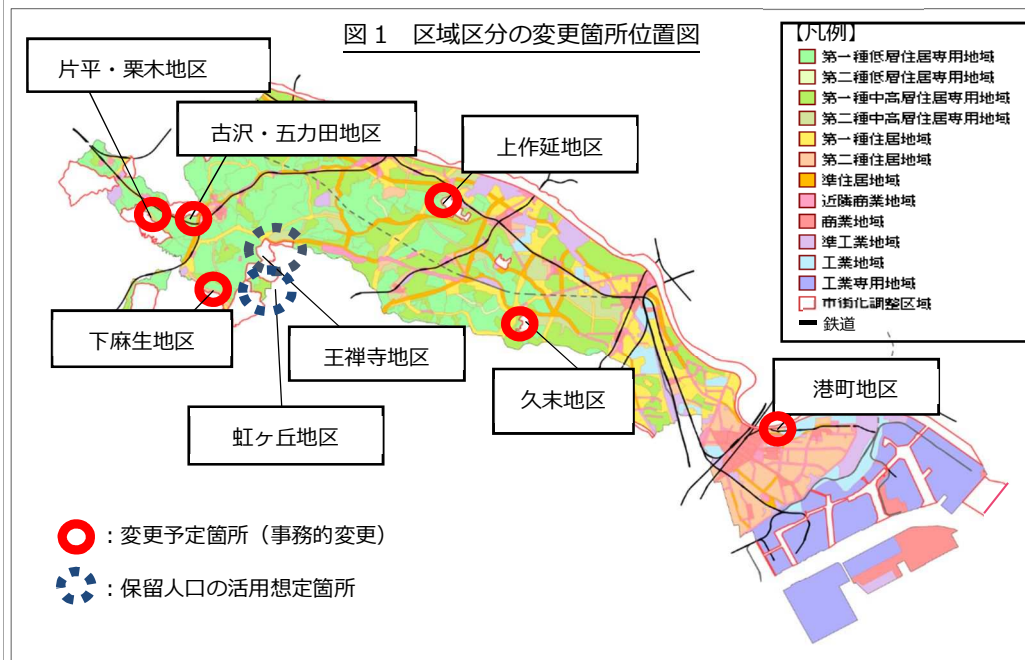 図1 区域区分の変更箇所位置図
【凡例】
第一種低層住居専用地域
第二種低層住居専用地域
第一種中高層住居専用地域
第二種中高層住居専用地域
第一種住居地域
第二種住居地域
準住居地域
近隣商業地域
商業地域
準工業地域
工業地域
工業専用地域
市街化調整区域
鉄道
片平・栗木地区
古沢・五力田地区
上作延地区
下麻生地区
王禅寺地区
虹ヶ丘地区
久末地区
港町地区
:変更予定箇所(事務的変更)
:保留人口の活用想定箇所